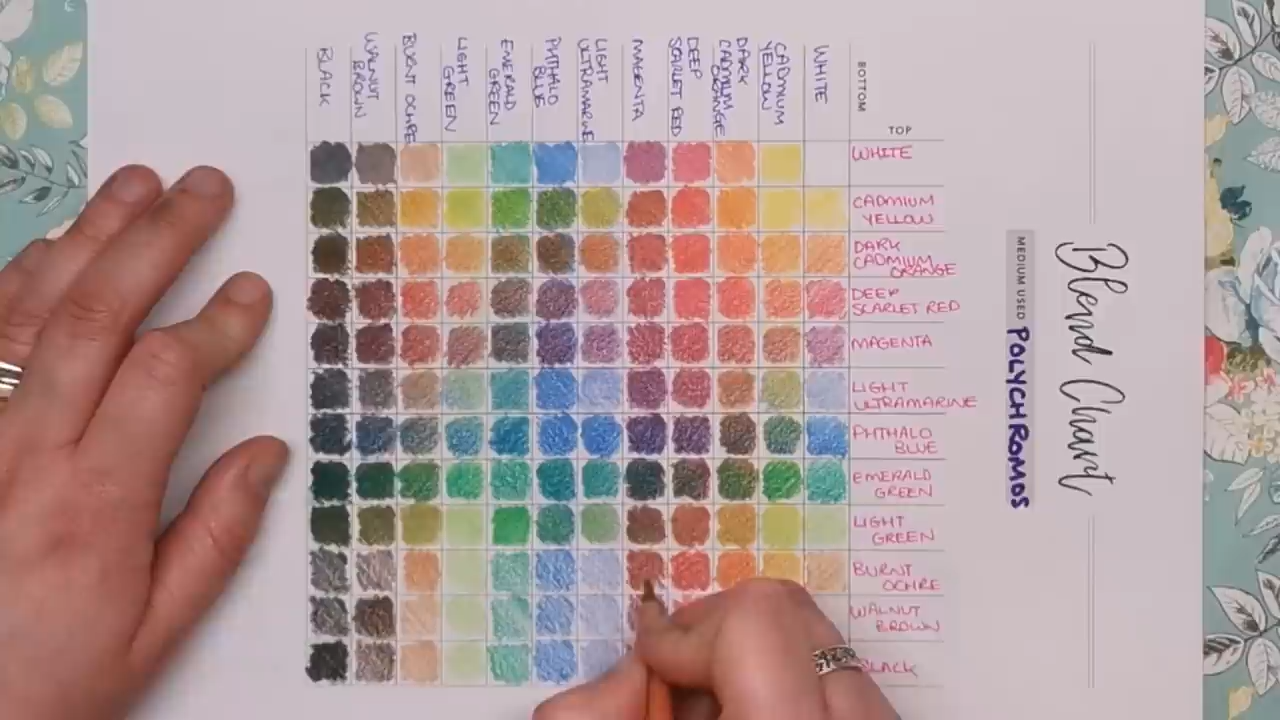 BLACK
WALNUT
BROWN
BURNT OCHRE
LIGHT
GREEN
EMERALD
GREEN
PHTHALO
BLUE
LIGHT
ULTRAMARINE
MAGENTA
DEEP
SCARLET RED
DARK
CADMIUM
ORANGE
CADMIUM
YELLOW
WHITE
BOTTOM
TOP
WHITE
CADMIUM
YELLOW
DARK
CADMIUM
ORANGE
DEEP
SCARLET RED
MAGENTA
LIGHT
ULTRAMARINE
PHTHALO
BLUE
EMERALD
GREEN
LIGHT
GREEN
BURNT
OCHRE
WALNUT
BROWN
BLACK
MEDIUM USED POLYCHROMOS
Blend Chart